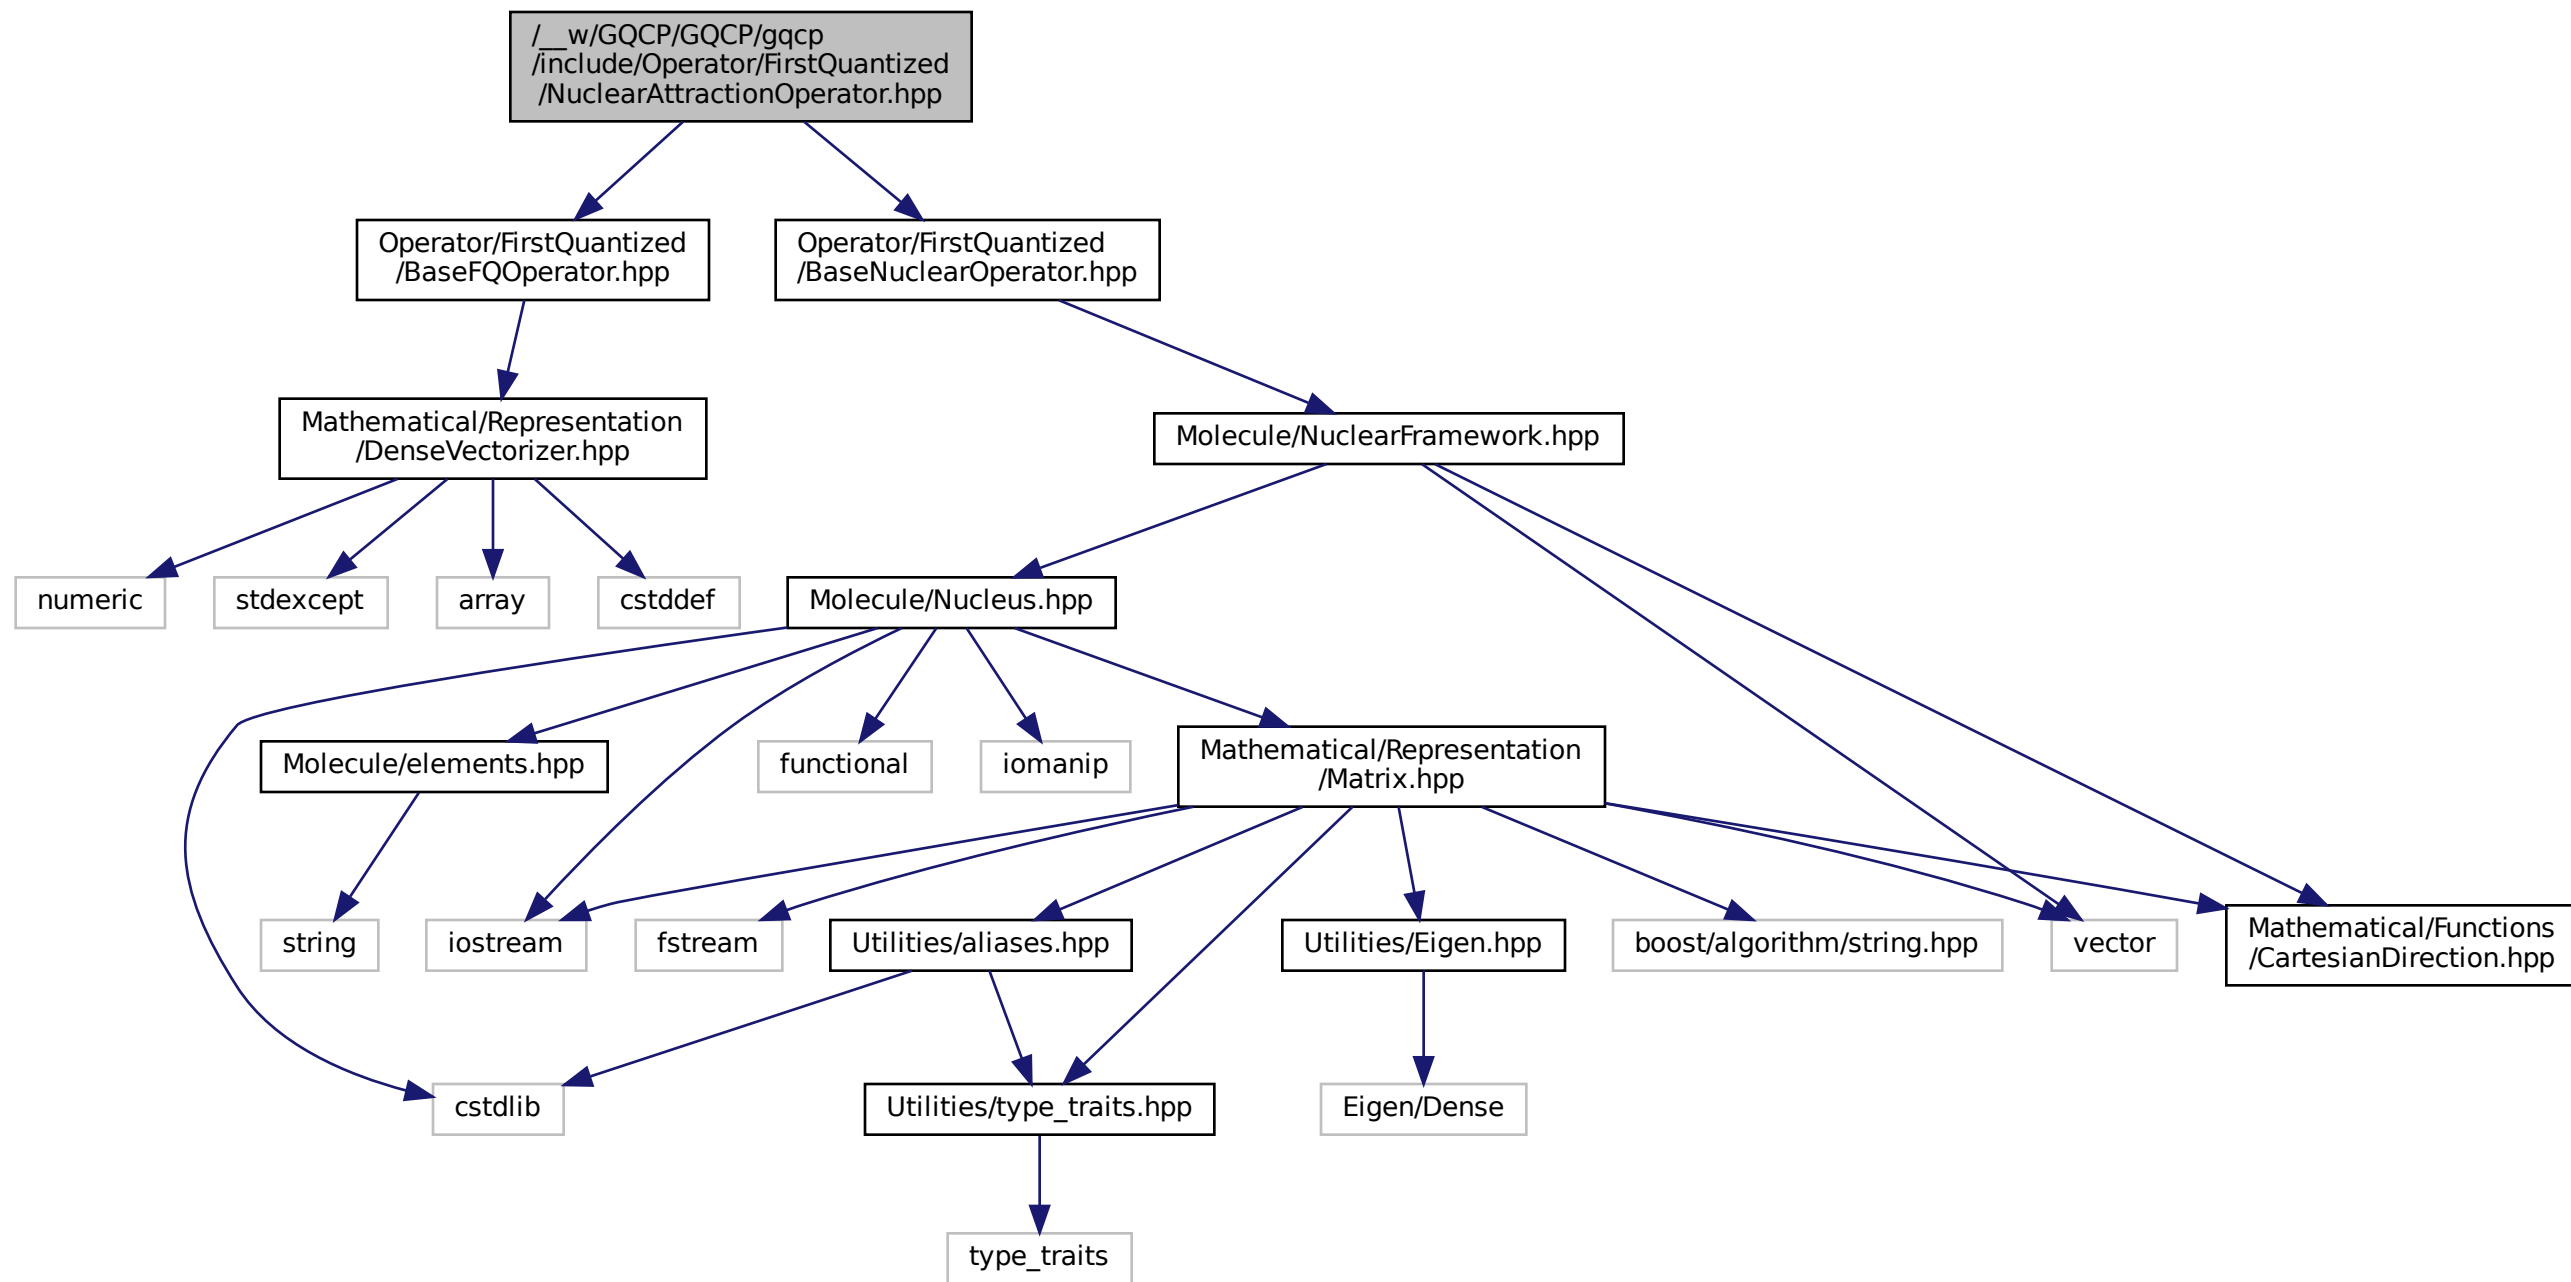 /__w/GQCP/GQCP/gqcp
/include/Operator/FirstQuantized
/NuclearAttractionOperator.hpp
Operator/FirstQuantized
/BaseFQOperator.hpp
Operator/FirstQuantized
/BaseNuclearOperator.hpp
Mathematical/Representation
/DenseVectorizer.hpp
Molecule/NuclearFramework.hpp
numeric
stdexcept
array
cstddef
Molecule/Nucleus.hpp
Molecule/elements.hpp
functional
iomanip
Mathematical/Representation
/Matrix.hpp
string
iostream
fstream
Utilities/aliases.hpp
Utilities/Eigen.hpp
boost/algorithm/string.hpp
vector
Mathematical/Functions
/CartesianDirection.hpp
cstdlib
Utilities/type_traits.hpp
Eigen/Dense
type_traits